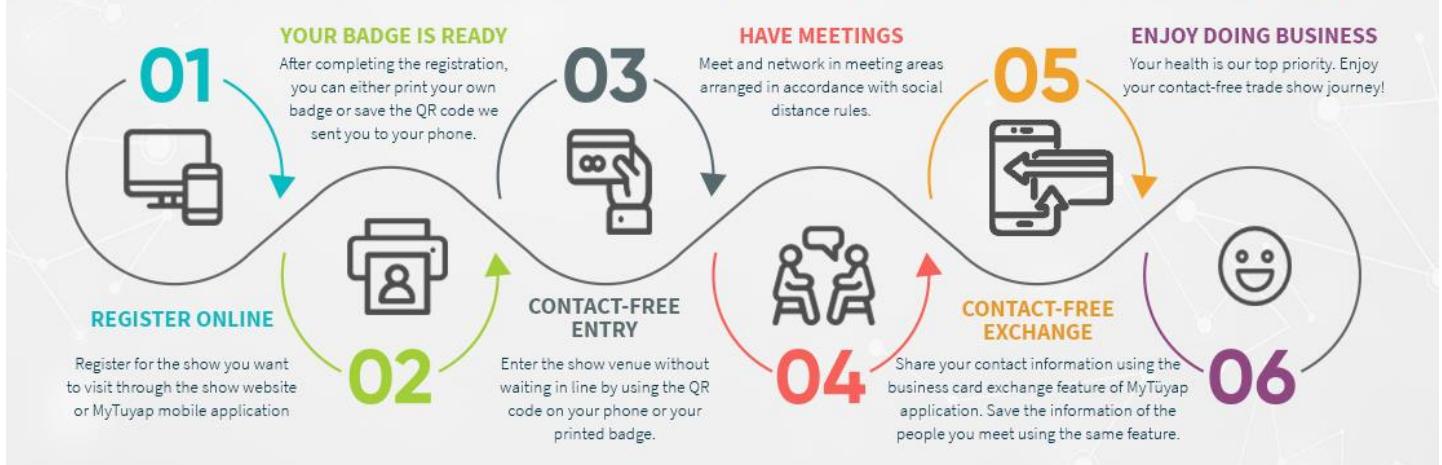 01
REGISTER ONLINE
Register for the show you want
to visit through the show website
or MyTuyap mobile application
YOUR BADGE IS READY
After completing the registration,
you can either print your own
badge or save the QR code we
sent you to your phone.
02
03
CONTACT-FREE
ENTRY
Enter the show venue without
waiting in line by using the QR
code on your phone or your
printed badge.
HAVE MEETINGS
Meet and network in meeting areas
arranged in accordance with social
distance rules.
04
05
CONTACT-FREE
EXCHANGE
Share your contact information using the
business card exchange feature of MyTüyap
application. Save the information of the
people you meet using the same feature.
ENJOY DOING BUSINESS
Your health is our top priority. Enjoy
your contact-free trade show journey!
06